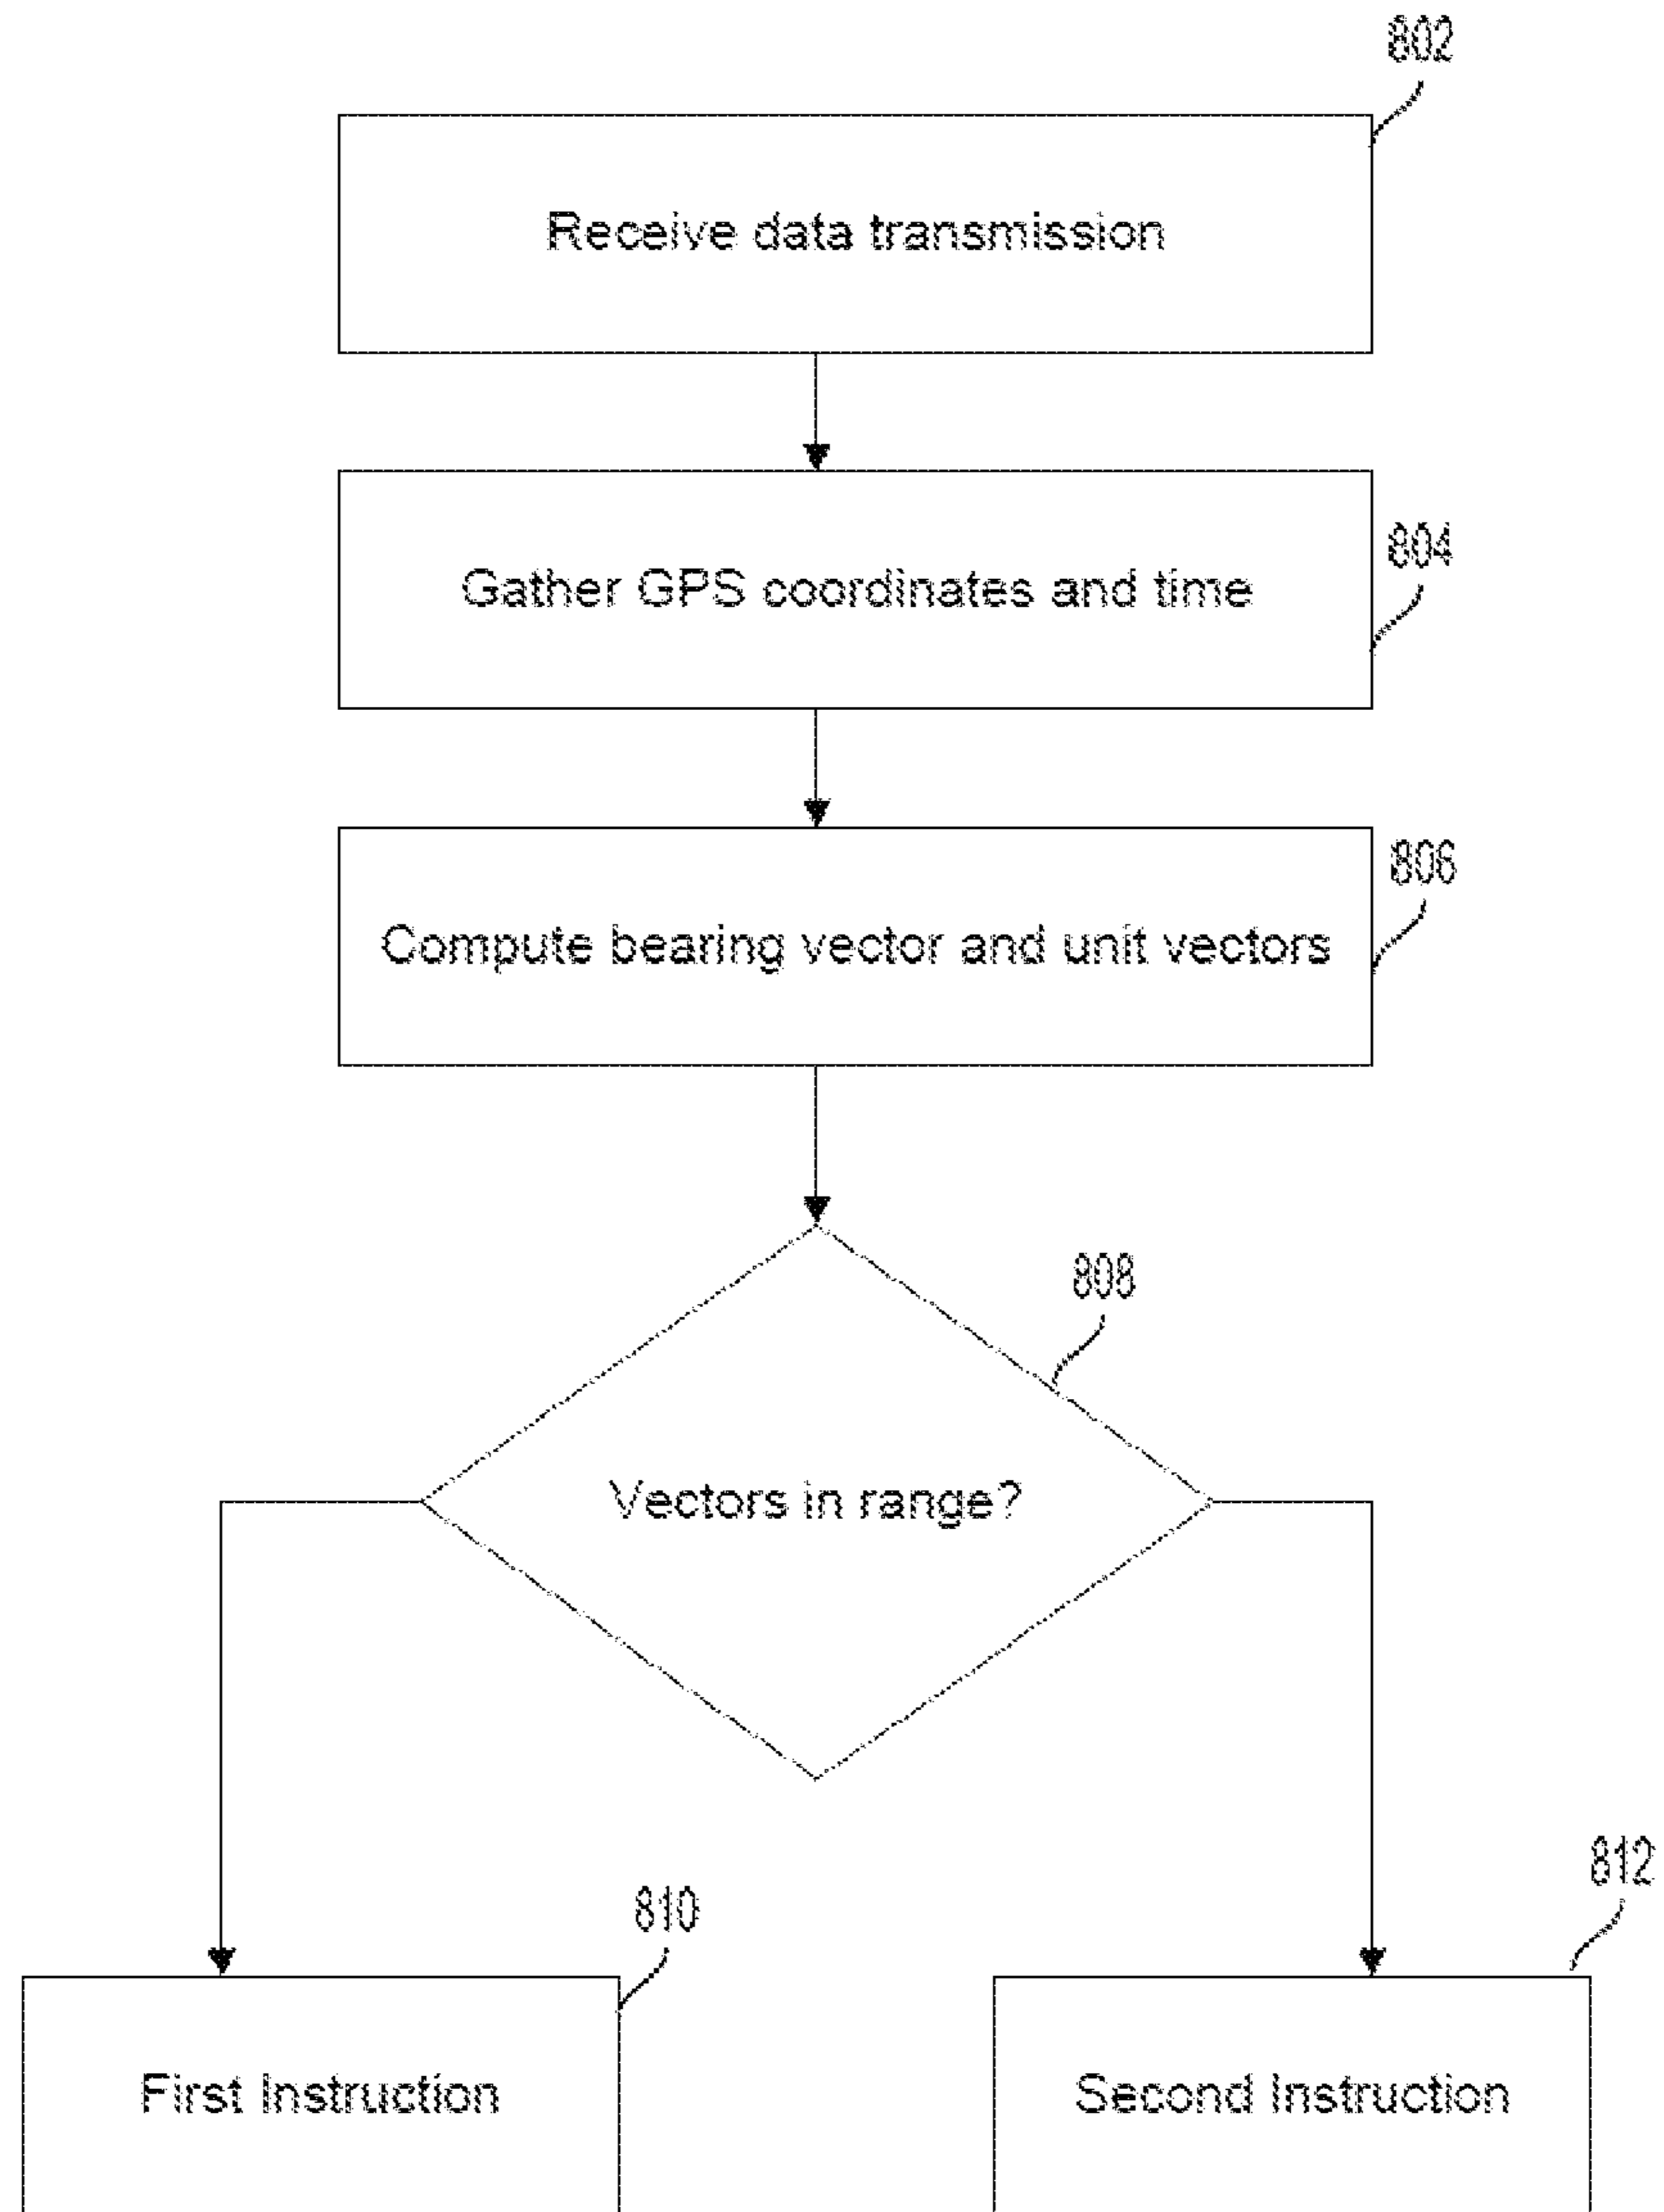 802
Receive data transmission
804
Gather GPS coordinates and time
806
Compute bearing vector and unit vectors
808
Vectors in range?
810
812
First Instruction
Second Instruction